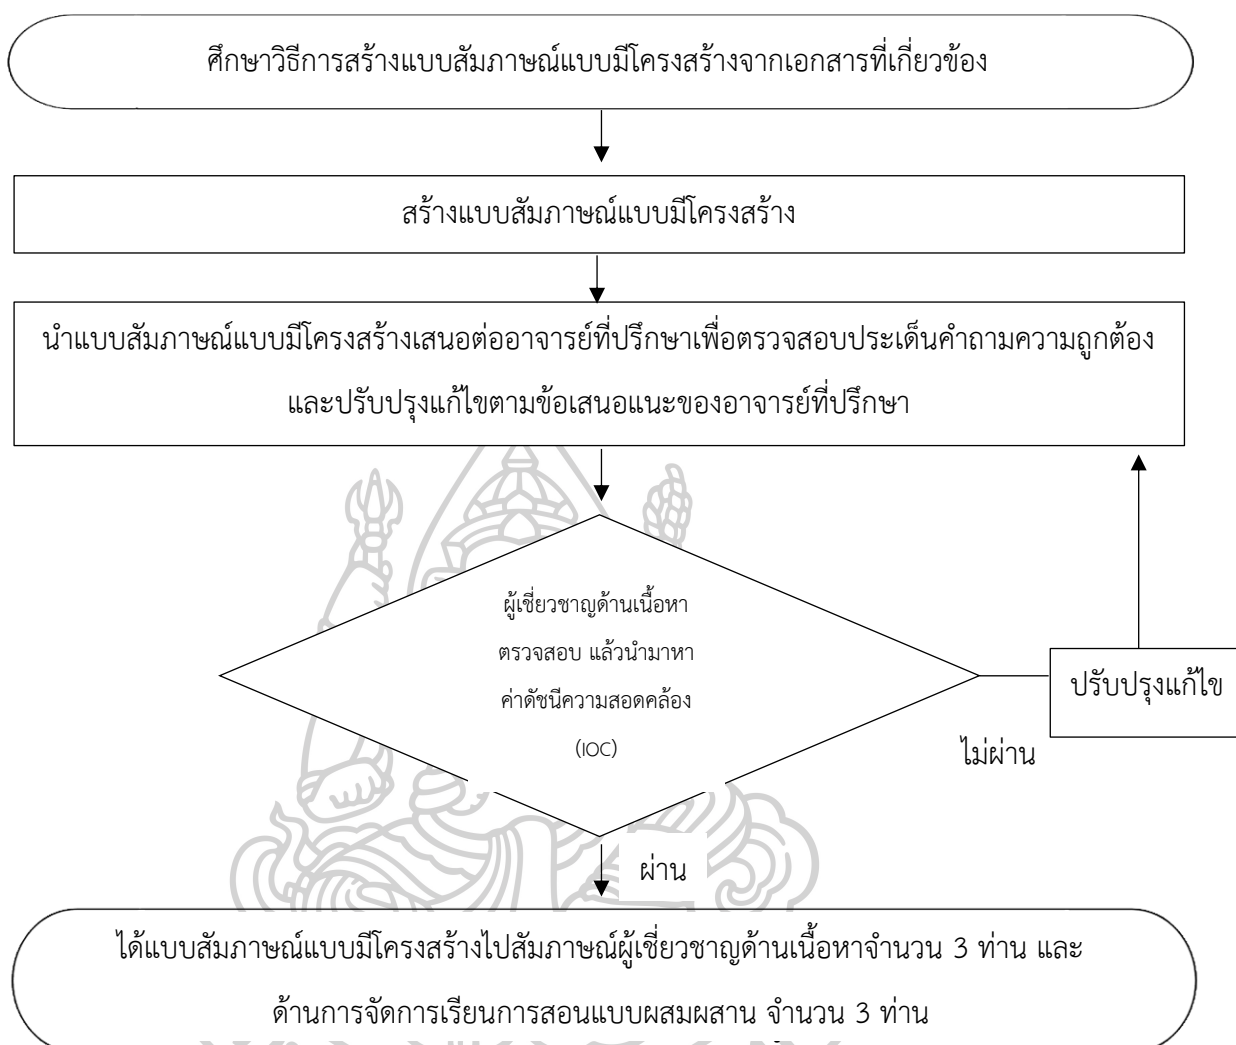 ศึกษาวิธีการสร้างแบบสัมภาษณ์แบบมีโครงสร้างจากเอกสารที่เกี่ยวข้อง
สร้างแบบสัมภาษณ์แบบมีโครงสร้าง
นำแบบสัมภาษณ์แบบมีโครงสร้างเสนอต่ออาจารย์ที่ปรึกษาเพื่อตรวจสอบประเด็นคำถามความถูกต้อง
และปรับปรุงแก้ไขตามข้อเสนอแนะของอาจารย์ที่ปรึกษา
ผู้เชี่ยวชาญด้านเนื้อหา
ตรวจสอบ แล้วนำมาหา
ค่าดัชนีความสอดคล้อง
(IOC)
ปรับปรุงแก้ไข
ไม่ผ่าน
ผ่าน
ได้แบบสัมภาษณ์แบบมีโครงสร้างไปสัมภาษณ์ผู้เชี่ยวชาญด้านเนื้อหาจำนวน 3 ท่าน และ
ด้านการจัดการเรียนการสอนแบบผสมผสาน จำนวน 3 ท่าน